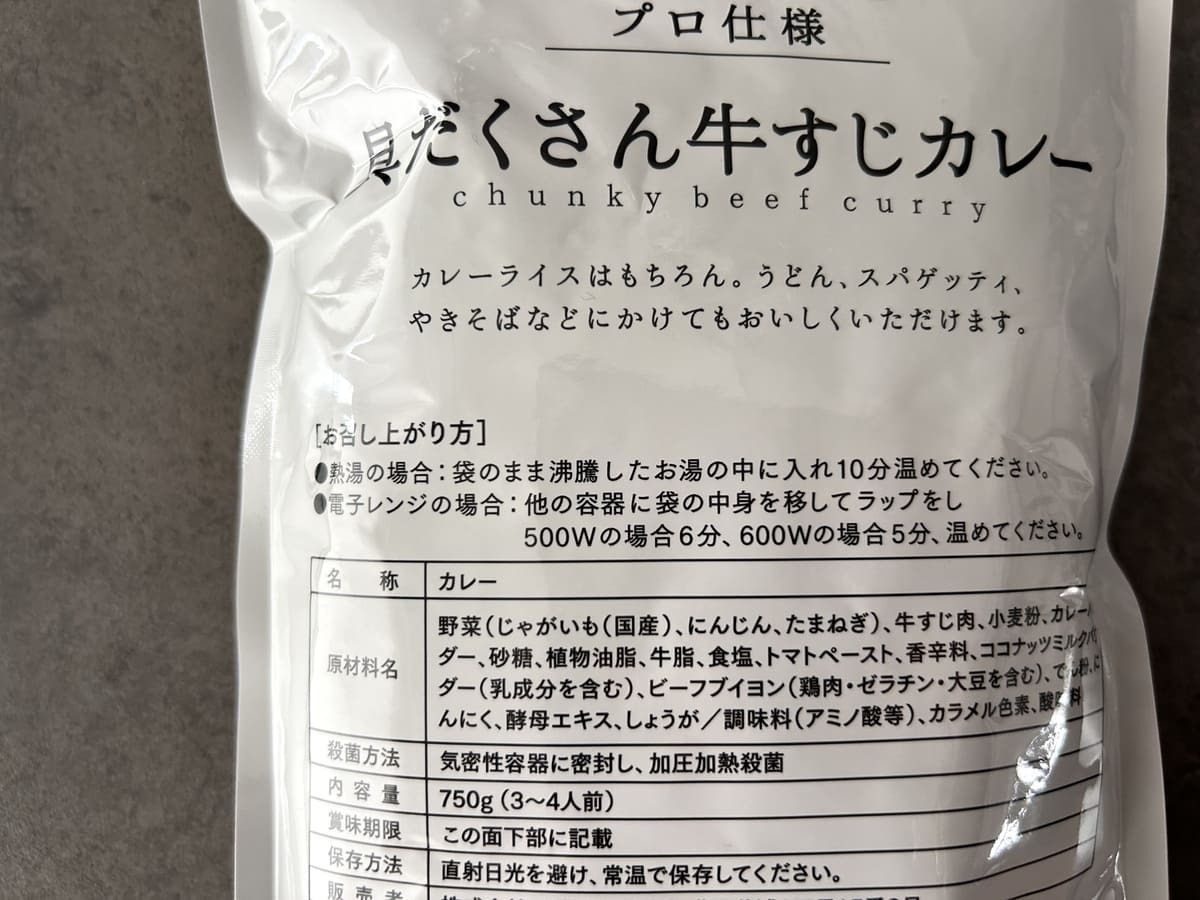 プロ仕様
具だくさん牛すじカレー
chunky beef curry
カレーライスはもちろん。うどん、スパゲッティ、
やきそばなどにかけてもおいしくいただけます。
[お召し上がり方]
●熱湯の場合：袋のまま沸騰したお湯の中に入れ10分温めてください。
●電子レンジの場合：他の容器に袋の中身を移してラップをし
500Wの場合6分、600Wの場合5分、温めてください。
名 称 カレー
原材料名 野菜(じゃがいも(国産)、にんじん、たまねぎ)、牛すじ肉、小麦粉、カレーパ
ダー、砂糖、植物油脂、牛脂、食塩、トマトペースト、香辛料、ココナッツミルクパウ
ダー(乳成分を含む)、ビーフブイヨン(鶏肉・ゼラチン・大豆を含む)、でん粉、に
んにく、酵母エキス、しょうが／調味料(アミノ酸等)、カラメル色素、酸味料
殺菌方法 気密性容器に密封し、加圧加熱殺菌
内容量 750g(3〜4人前)
賞味期限 この面下部に記載
保存方法 直射日光を避け、常温で保存してください。
販売者